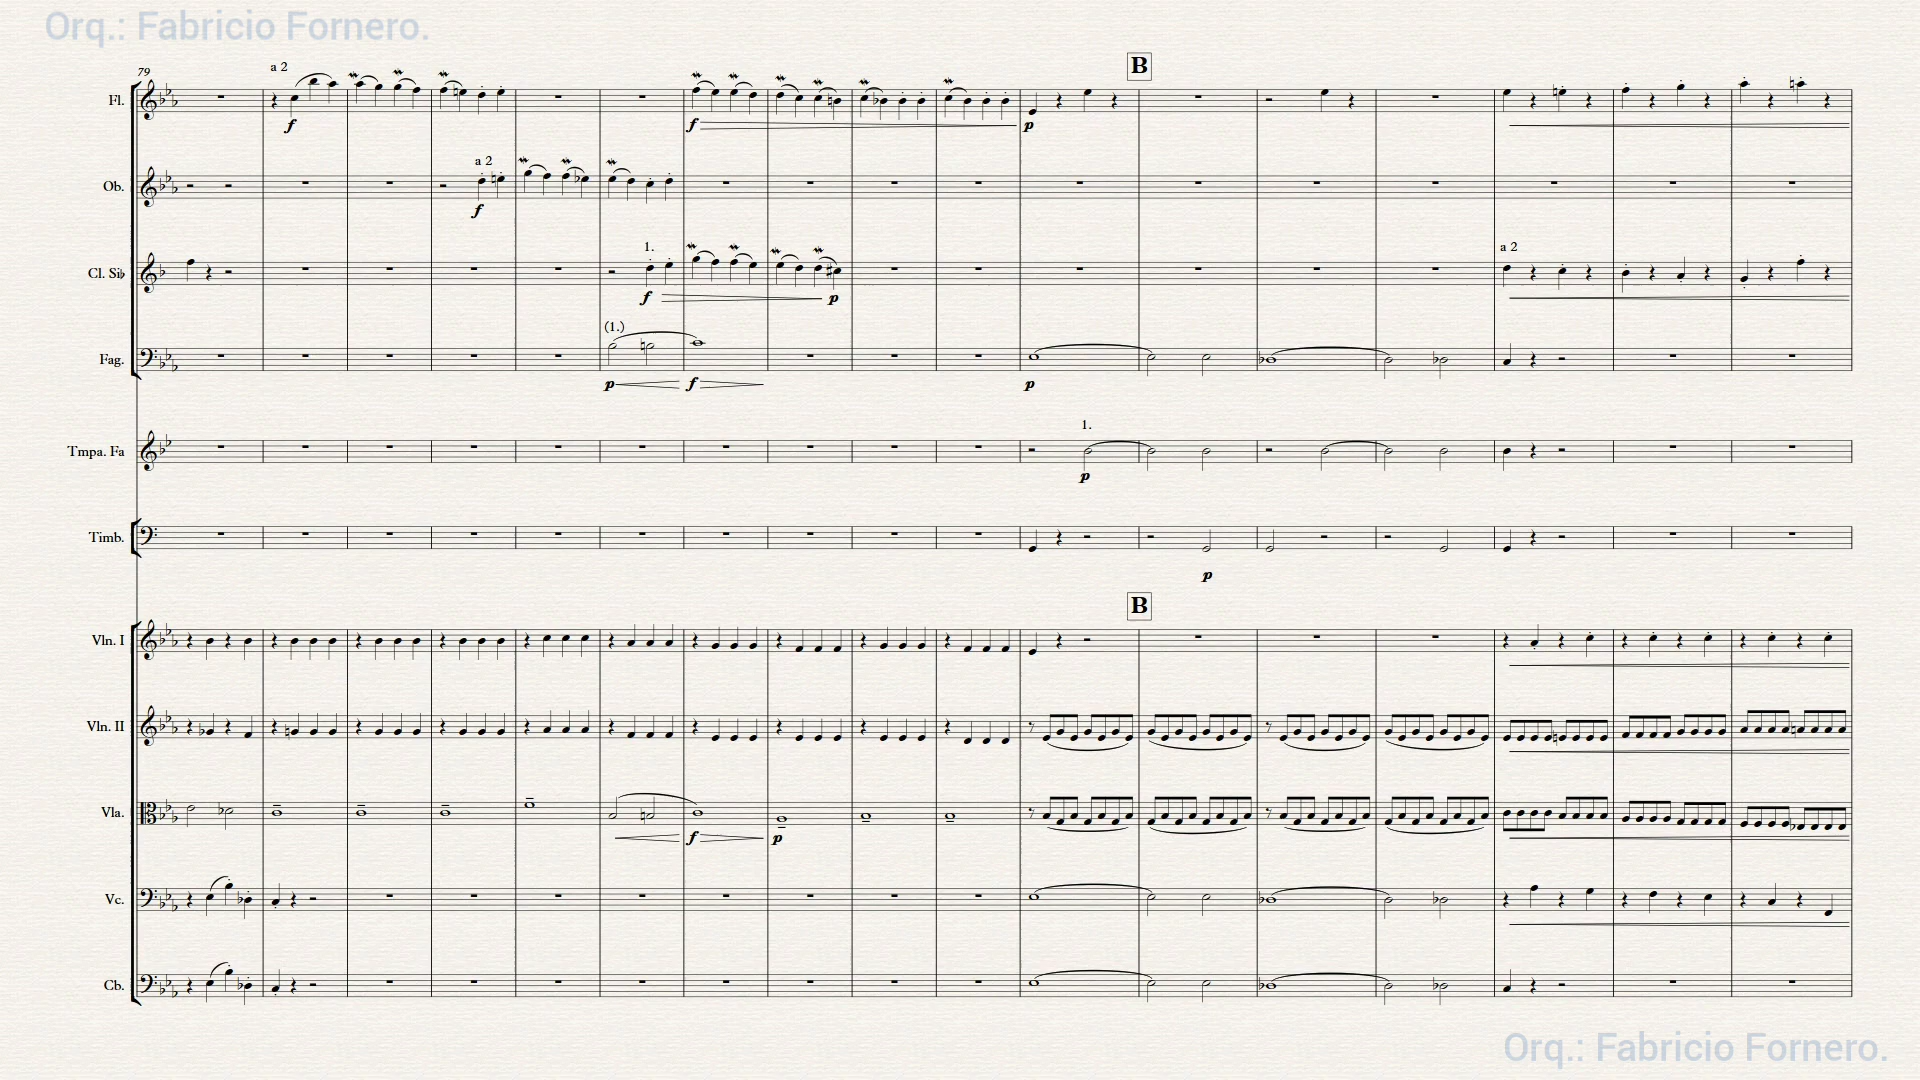 Orq.: Fabricio Fornero.
B
79
a 2
Fl.
f
f
p
a 2
Ob.
f
1.
a 2
Cl. Si♭
f
p
(1.)
Fag.
p
f
p
1.
Tmpa. Fa
p
Timb.
p
B
Vln. I
Vln. II
Vla.
f
p
Vc.
Cb.
Orq.: Fabricio Fornero.